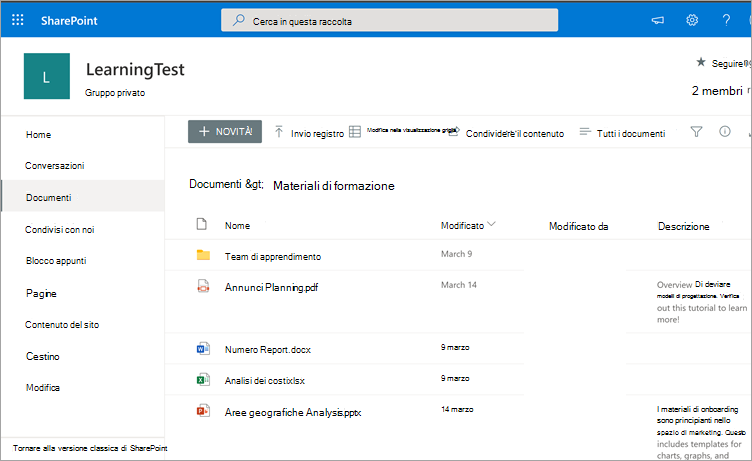 SharePoint
Cerca in questa raccolta
?
L
LearningTest
Gruppo privato
Seguire
2 membri
Home
Conversazioni
Documenti
Condivisi con noi
Blocco appunti
Pagine
Contenuto del sito
Cestino
Modifica
Tornare alla versione classica di SharePoint
+ NOVITÀ!
Invio registro
Modifica nella visualizzazione griglia
Condividere'il contenuto
Tutti i documenti
Documenti &gt; Materiali di formazione
Nome Modificato Modificato da Descrizione
Team di apprendimento March 9
Annunci Planning.pdf March 14 Overview Di deviare
modelli di progettazione. Verifica
out this tutorial to learn
more!
Numero Report.docx 9 marzo
Analisi dei costixlsx 9 marzo
Aree geografiche Analysis.pptx 14 marzo I materiali di onboarding
sono principianti nello
spazio di marketing. Questo
includes templates for
charts, graphs, and